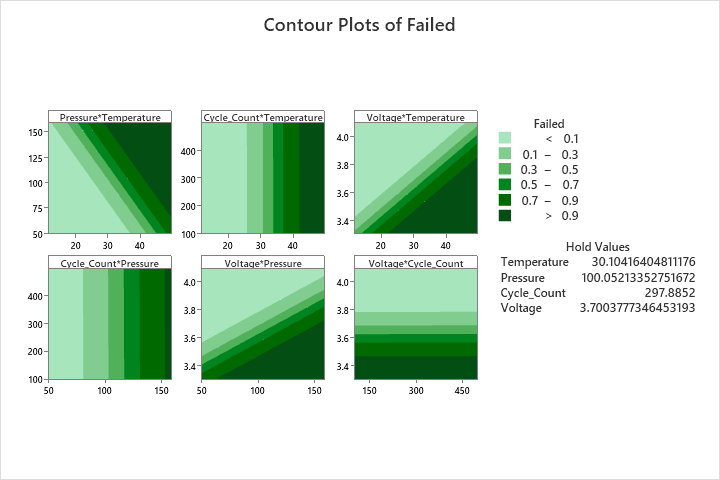 Contour Plots of Failed
Pressure*Temperature
150
125
100
75
50
20 30 40
Cycle_Count*Temperature
400
300
200
100
20 30 40
Voltage*Temperature
4.0
3.8
3.6
3.4
20 30 40
Cycle_Count*Pressure
400
300
200
100
50 100 150
Voltage*Pressure
4.0
3.8
3.6
3.4
50 100 150
Voltage*Cycle_Count
4.0
3.8
3.6
3.4
150 300 450
Failed
< 0.1
0.1 – 0.3
0.3 – 0.5
0.5 – 0.7
0.7 – 0.9
> 0.9
Hold Values
Temperature 30.10416404811176
Pressure 100.05213352751672
Cycle_Count 297.8852
Voltage 3.7003777346453193